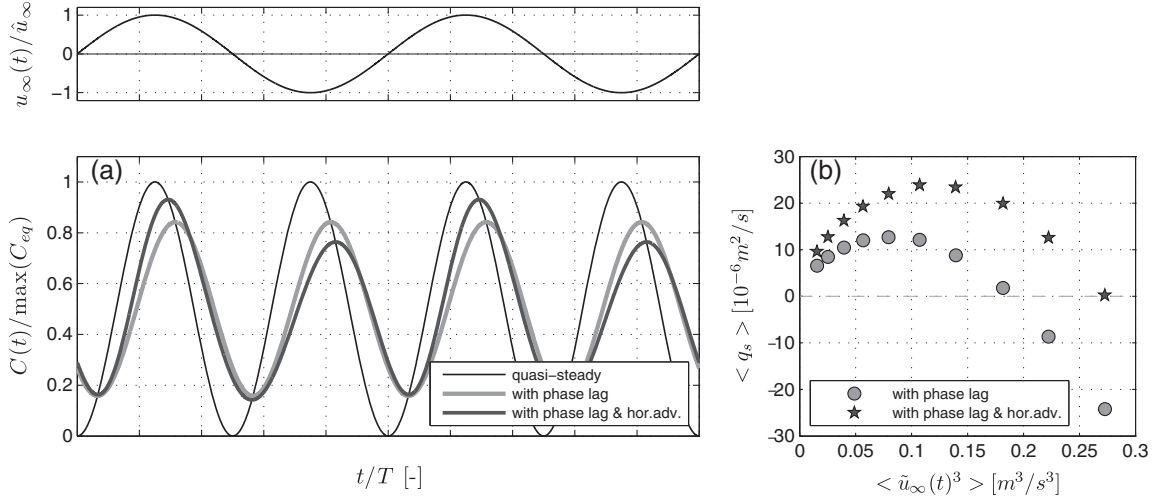 u∞(t)/û∞
1
0
−1
(a)
C(t)/max(Ceq)
1
0.8
0.6
0.4
0.2
0
quasi−steady
with phase lag
with phase lag & hor.adv.
t/T [-]
(b)
< qs > [10−6m2/s]
30
20
10
0
−10
−20
−30
with phase lag
with phase lag & hor.adv.
0 0.05 0.1 0.15 0.2 0.25 0.3
< ũ∞(t)3 > [m3/s3]